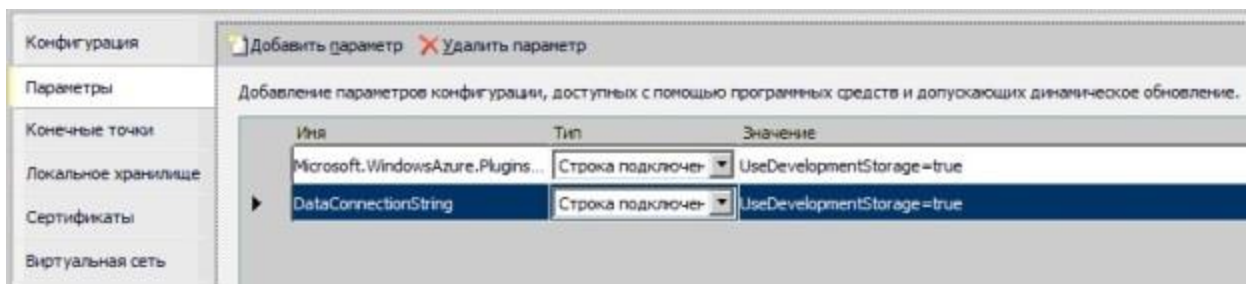 Конфигурация
Параметры
Конечные точки
Локальное хранилище
Сертификаты
Виртуальная сеть
Добавить параметр Удалить параметр
Добавление параметров конфигурации, доступных с помощью программных средств и допускающих динамическое обновление.
Имя Тип Значение
Microsoft.WindowsAzure.Plugins... Строка подключен UseDevelopmentStorage=true
DataConnectionString Строка подключен UseDevelopmentStorage=true